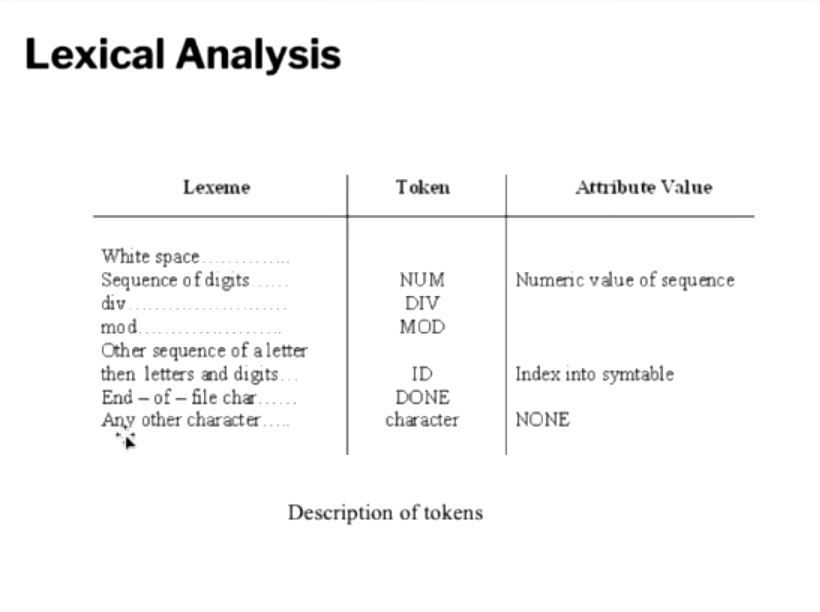 Lexical Analysis
Lexeme Token Attribute Value
White space..............
Sequence of digits...... NUM Numeric value of sequence
div........................ DIV
mod...................... MOD
Other sequence of a letter
then letters and digits... ID Index into symtable
End – of – file char...... DONE
Any other character..... character NONE
Description of tokens